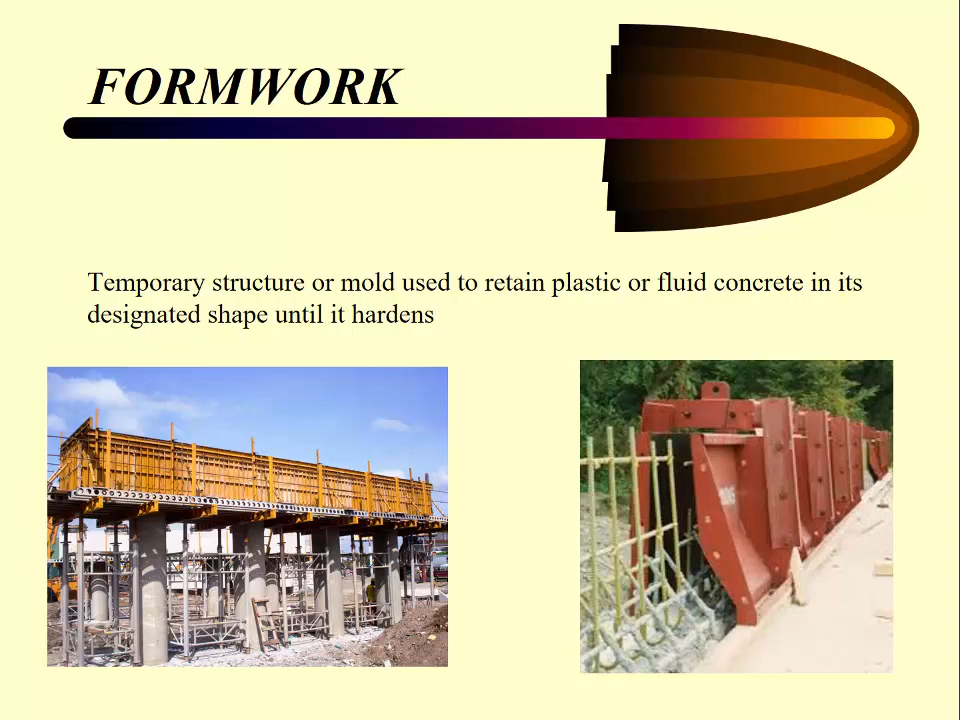 FORMWORK
Temporary structure or mold used to retain plastic or fluid concrete in its
designated shape until it hardens